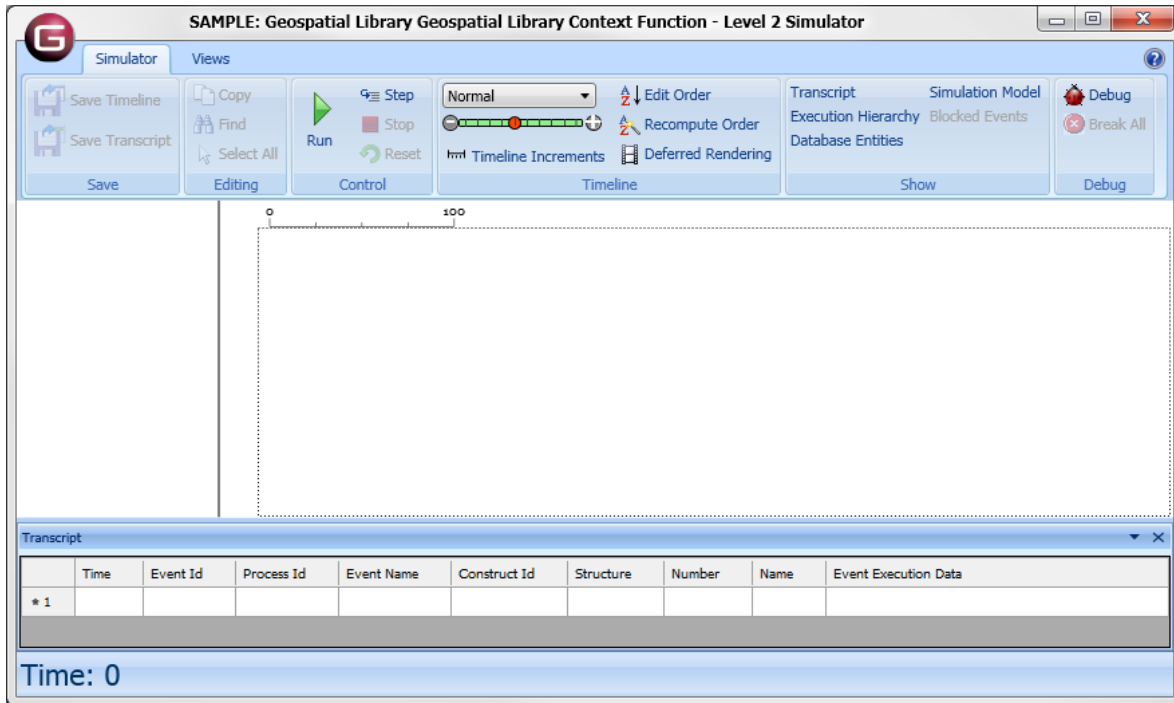 SAMPLE: Geospatial Library Geospatial Library Context Function - Level 2 Simulator
G
Simulator Views
Save Timeline
Save Transcript
Save
Copy
Find
Select All
Editing
Run
Step
Stop
Reset
Control
Normal
Timeline Increments
Edit Order
Recompute Order
Deferred Rendering
Timeline
Transcript Simulation Model
Execution Hierarchy Blocked Events
Database Entities
Show
Debug
Break All
Debug
0 100
Transcript
Time Event Id Process Id Event Name Construct Id Structure Number Name Event Execution Data
* 1
Time: 0